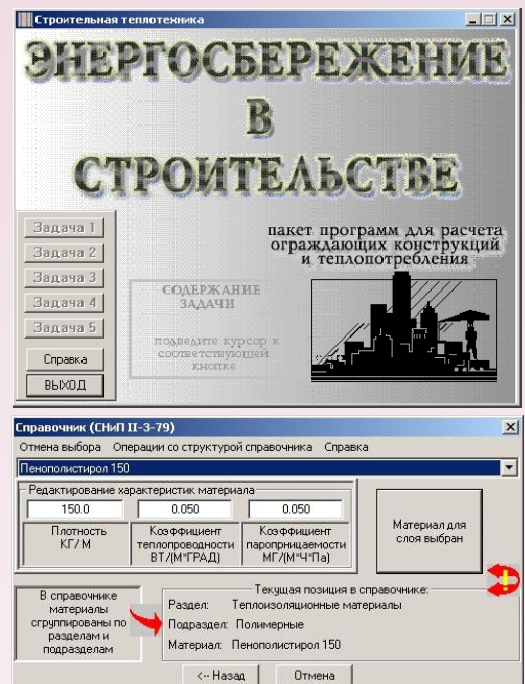 Строительная теплотехника
ЭНЕРГОСБЕРЕЖЕНИЕ
В
СТРОИТЕЛЬСТВЕ
Задача 1
Задача 2
Задача 3
Задача 4
Задача 5
Справка
ВЫХОД
СОДЕРЖАНИЕ
ЗАДАЧИ
подведите курсор к
соответствующей
кнопке
пакет программ для расчета
ограждающих конструкций
и теплопотребления
Справочник (СНиП II-3-79)
Отмена выбора Операции со структурой справочника Справка
Пенополистирол 150
Редактирование характеристик материала
150.0 0.050 0.050
Плотность
КГ/М
Коэффициент
теплопроводности
ВТ/(М*ГРАД)
Коэффициент
паропрницаемости
МГ/(М*Ч*Па)
Материал для
слоя выбран
В справочнике
материалы
сгруппированы по
разделам и
подразделам
Текущая позиция в справочнике:
Раздел: Теплоизоляционные материалы
Подраздел: Полимерные
Материал: Пенополистирол 150
<-- Назад
Отмена